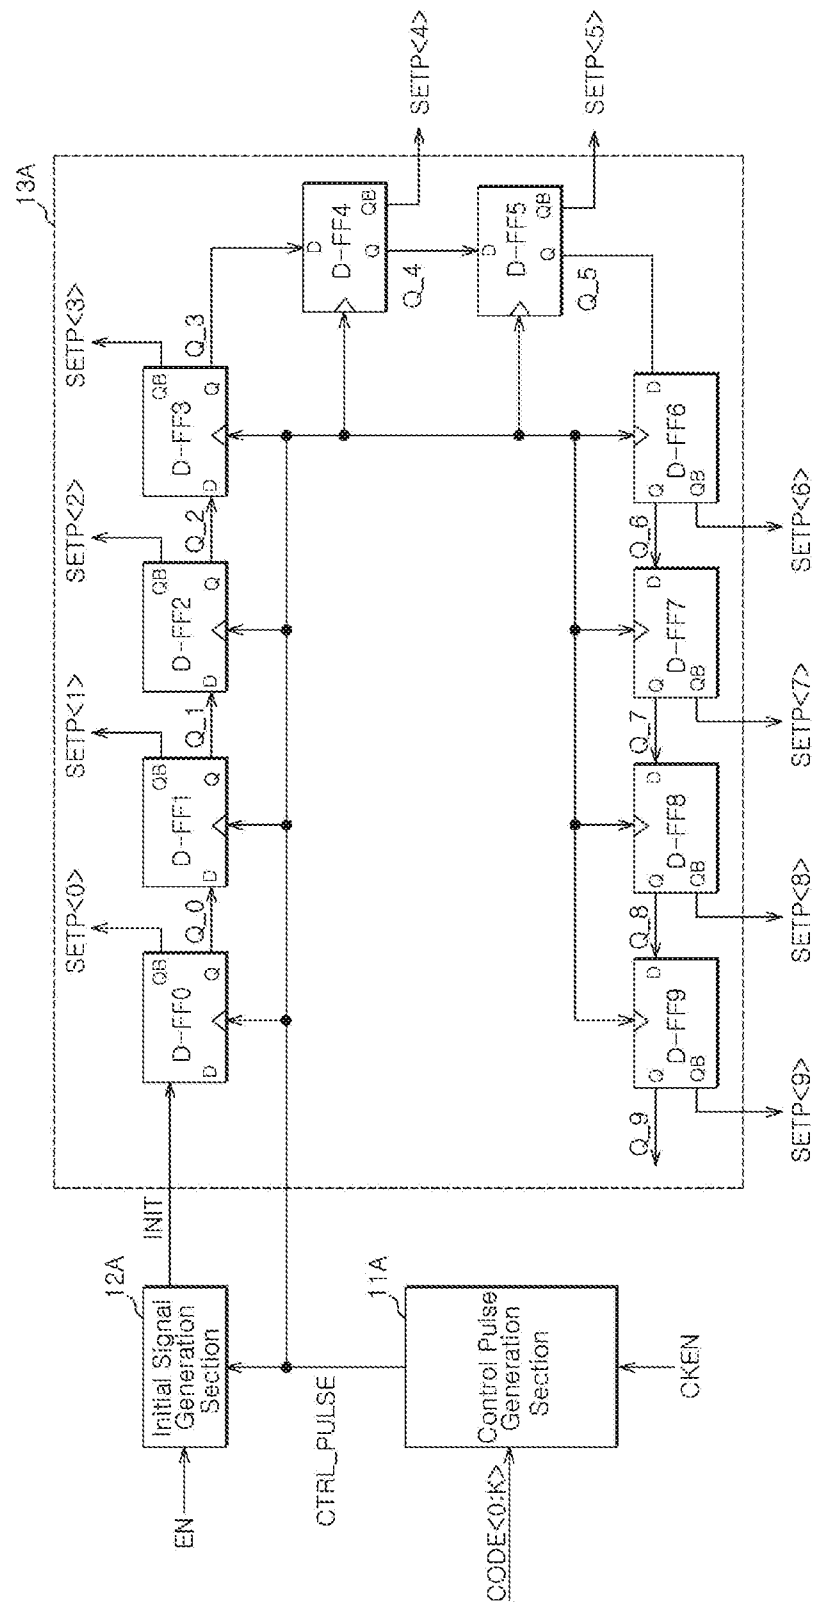 EN
12A
Initial Signal
Generation
Section
INIT
CTRL_PULSE
CODE<0:K>
11A
Control Pulse
Generation
Section
CKEN
13A
SETP<0>
QB
D-FF0
D
Q
Q_0
SETP<1>
QB
D-FF1
D
Q
Q_1
SETP<2>
QB
D-FF2
D
Q
Q_2
SETP<3>
QB
D-FF3
D
Q
Q_3
D
D-FF4
Q
QB
SETP<4>
Q_4
D
D-FF5
Q
QB
SETP<5>
Q_5
D
D-FF6
Q
QB
SETP<6>
Q_6
D
D-FF7
Q
QB
SETP<7>
Q_7
D
D-FF8
Q
QB
SETP<8>
Q_8
D
D-FF9
Q
QB
SETP<9>
Q_9